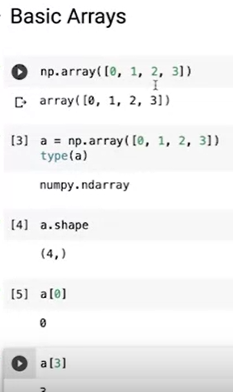 Basic Arrays
np.array([0, 1, 2, 3])
array([0, 1, 2, 3])
[3] a = np.array([0, 1, 2, 3])
type(a)
numpy.ndarray
[4] a.shape
(4,)
[5] a[0]
0
a[3]